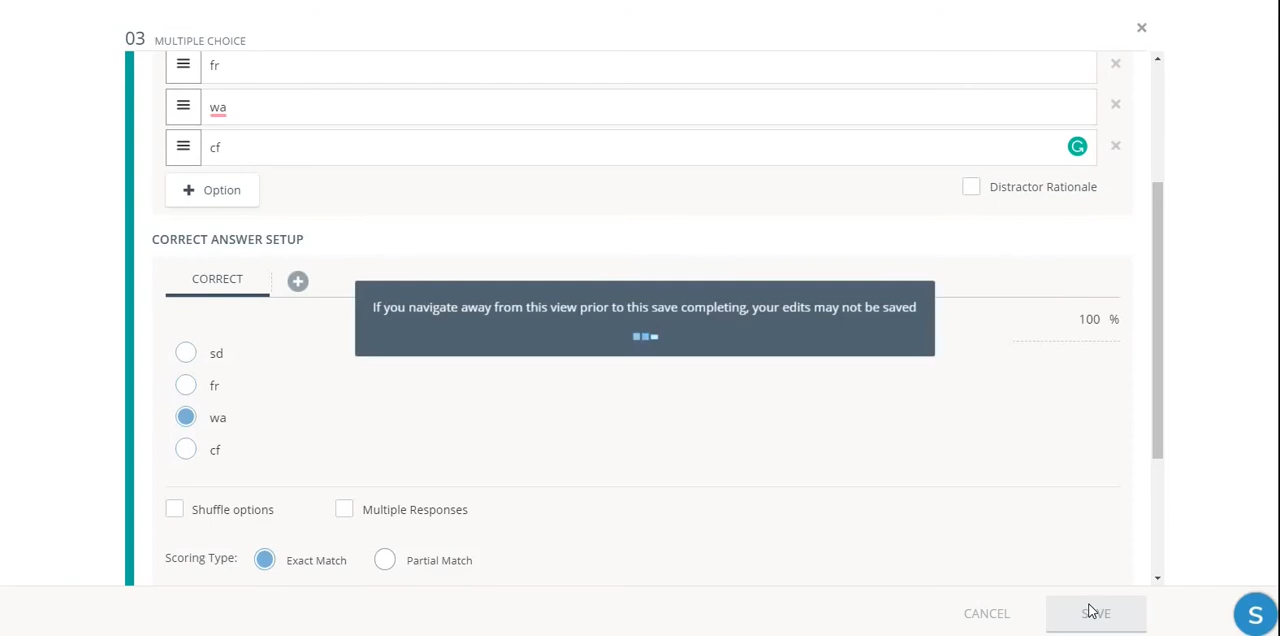 03 MULTIPLE CHOICE
fr
wa
cf
Option
Distractor Rationale
CORRECT ANSWER SETUP
CORRECT
If you navigate away from this view prior to this save completing, your edits may not be saved
100 %
sd
fr
wa
cf
Shuffle options Multiple Responses
Scoring Type: Exact Match Partial Match
CANCEL SAVE
S